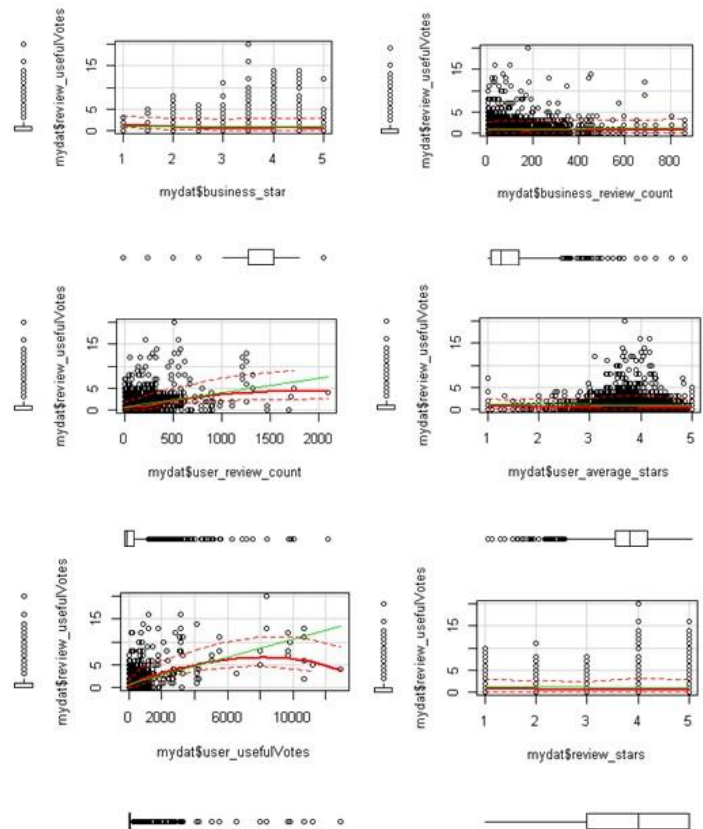 mydat$review_usefulVotes
0 5 15
1 2 3 4 5
mydat$business_star
mydat$review_usefulVotes
0 5 15
0 200 400 600 800
mydat$business_review_count
mydat$review_usefulVotes
0 5 15
0 500 1000 1500 2000
mydat$user_review_count
mydat$review_usefulVotes
0 5 15
1 2 3 4 5
mydat$user_average_stars
mydat$review_usefulVotes
0 5 15
0 2000 6000 10000
mydat$user_usefulVotes
mydat$review_usefulVotes
0 5 15
1 2 3 4 5
mydat$review_stars